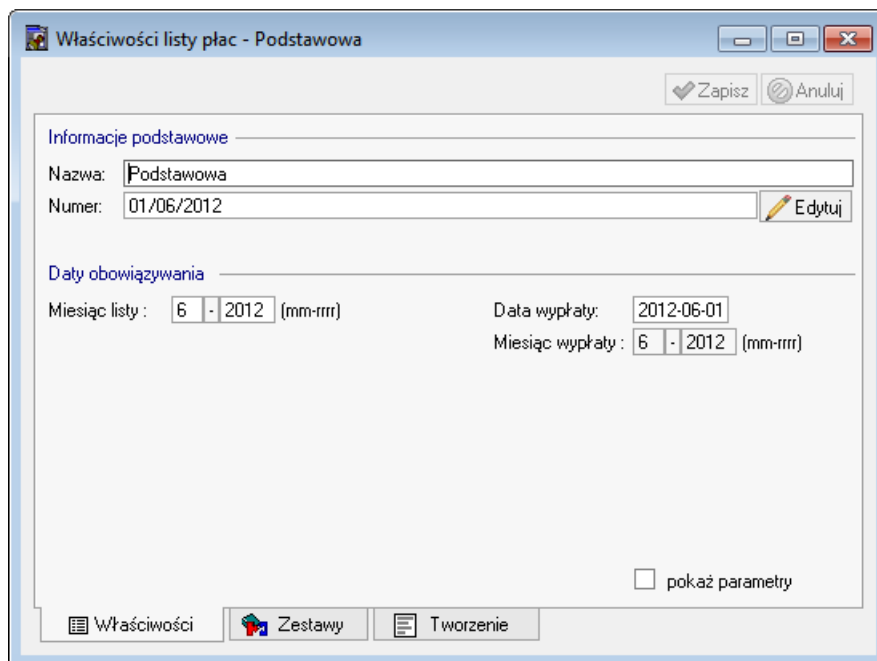 Właściwości listy płac - Podstawowa
Zapisz Anuluj
Informacje podstawowe
Nazwa: Podstawowa
Numer: 01/06/2012 Edytuj
Daty obowiązywania
Miesiąc listy : 6 - 2012 (mm-rrrr) Data wypłaty: 2012-06-01
Miesiąc wypłaty : 6 - 2012 (mm-rrrr)
pokaż parametry
Właściwości Zestawy Tworzenie